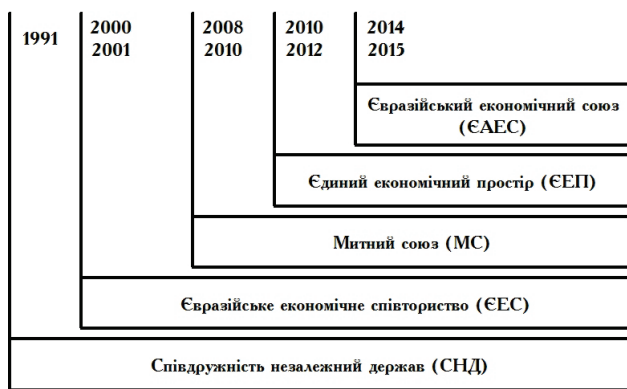 1991
2000
2001
2008
2010
2010
2012
2014
2015
Євразійський економічний союз
(ЄАЕС)
Єдиний економічний простір (ЄЕП)
Митний союз (МС)
Євразійське економічне співториство (ЄЕС)
Співдружність незалежний держав (СНД)